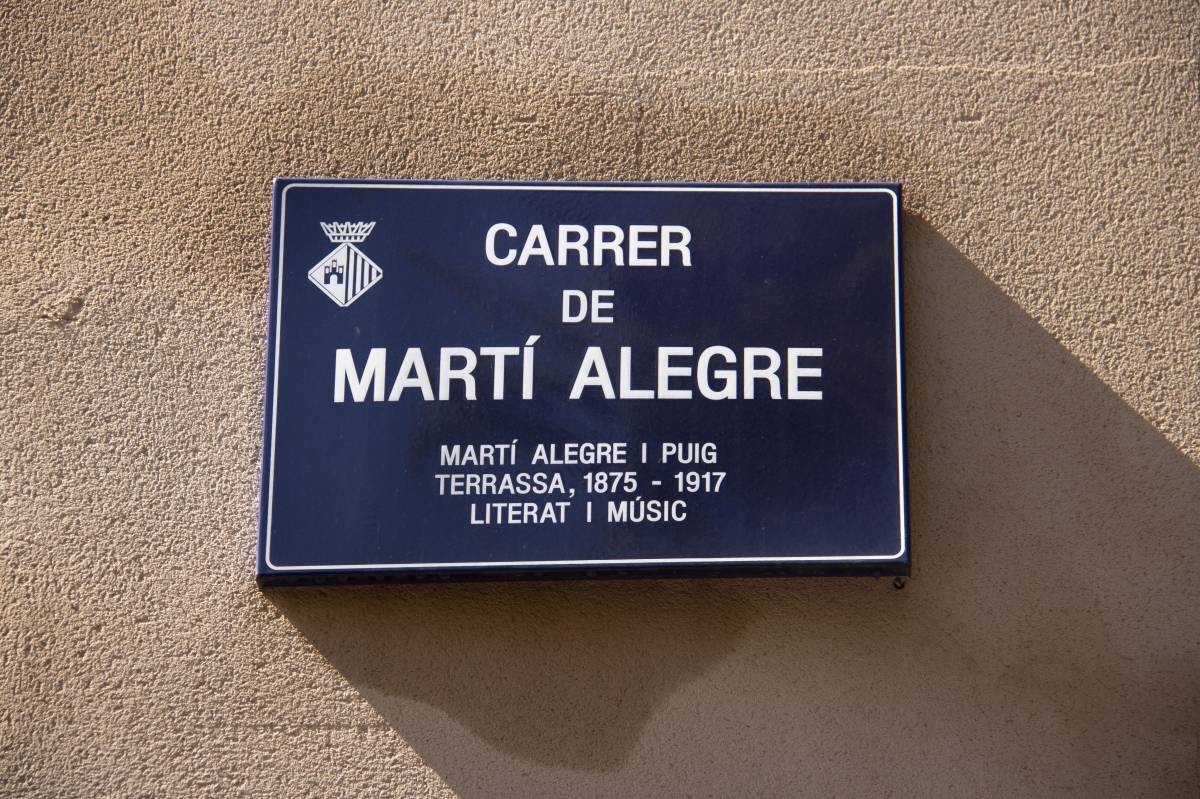 CARRER
DE
MARTÍ ALEGRE
MARTÍ ALEGRE I PUIG
TERRASSA, 1875 - 1917
LITERAT I MÚSIC